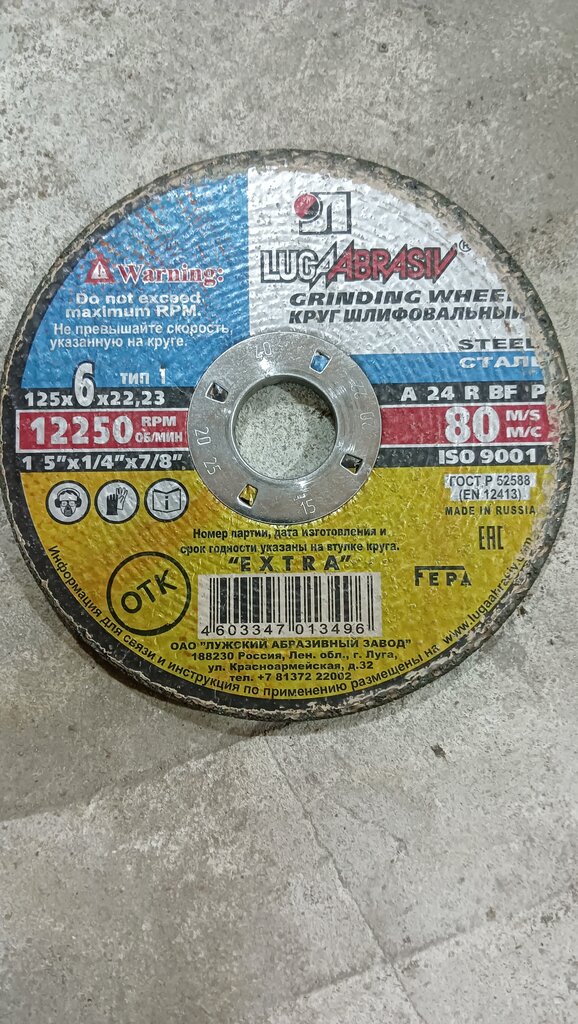 LUGAABRASIV®
Warning:
Do not exceed
maximum RPM.
Не превышайте скорость,
указанную на круге.
GRINDING WHEEL
КРУГ ШЛИФОВАЛЬНЫЙ
STEEL
СТАЛЬ
тип 1
125x6x22,23
A 24 R BF P
12250 RPM
ОБ/МИН
80 M/S
М/С
1 5"x1/4"x7/8"
ISO 9001
ГОСТ Р 52588
(EN 12413)
MADE IN RUSSIA
20 25
15
Номер партии, дата изготовления и
срок годности указаны на втулке круга.
"EXTRA"
EAC
ОТК
FEPA
4 603347 013496
ОАО "ЛУЖСКИЙ АБРАЗИВНЫЙ ЗАВОД"
188230 Россия, Лен. обл., г. Луга,
ул. Красноармейская, д.32
тел. +7 81372 22002
Информация для связи и инструкция по применению размещены на www.lugaabrasiv.com